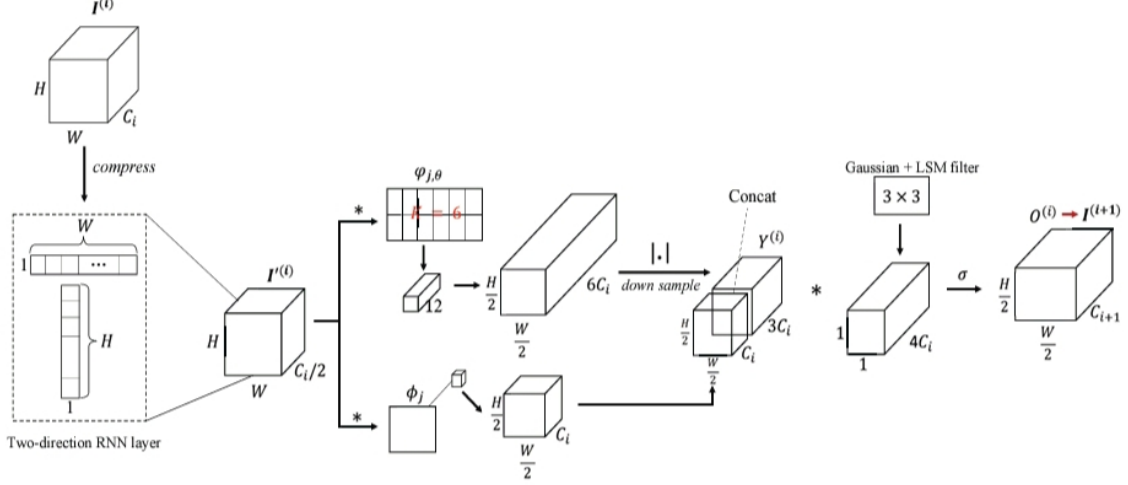 I⁽ⁱ⁾
H
W
Cᵢ
compress
W
1
...
H
1
Two-direction RNN layer
I'⁽ⁱ⁾
H
W
Cᵢ/2
*
φⱼ,θ
K = 6
12
H/2
W/2
6Cᵢ
|.|
down sample
*
ϕⱼ
H/2
W/2
Cᵢ
Concat
Y⁽ⁱ⁾
H/2
W/2
Cᵢ
3Cᵢ
*
Gaussian + LSM filter
3 × 3
1
1
4Cᵢ
σ
O⁽ⁱ⁾ → I⁽ⁱ⁺¹⁾
H/2
W/2
Cᵢ₊₁